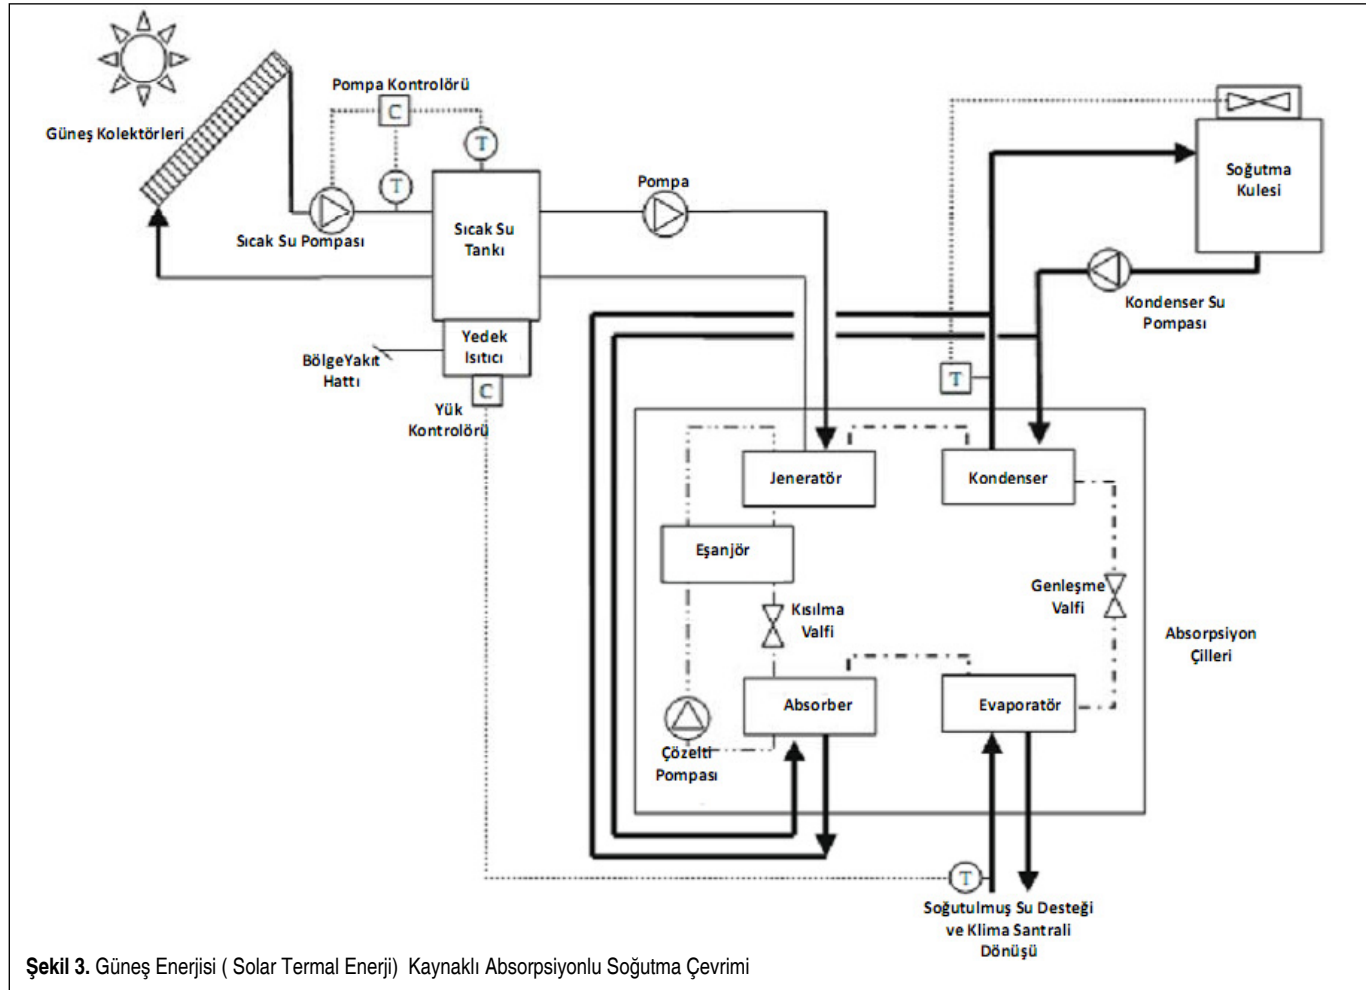 Pompa Kontrolörü
C
Güneş Kolektörleri
T
T
Sıcak Su Pompası
Sıcak Su
Tankı
Pompa
Soğutma
Kulesi
Kondenser Su
Pompası
Yedek
Isıtıcı
BölgeYakıt
Hattı
C
Yük
Kontrolörü
T
Jeneratör
Kondenser
Eşanjör
Kısılma
Valfi
Genleşme
Valfi
Absorpsiyon
Çilleri
Absorber
Evaporatör
Çözelti
Pompası
T
Soğutulmuş Su Desteği
ve Klima Santrali
Dönüşü
Şekil 3. Güneş Enerjisi ( Solar Termal Enerji) Kaynaklı Absorpsiyonlu Soğutma Çevrimi